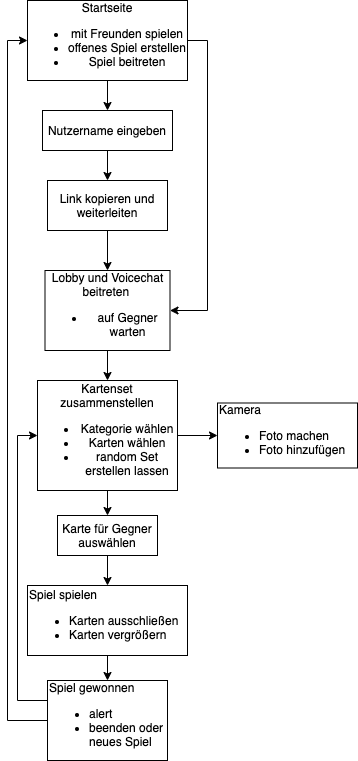 Startseite
• mit Freunden spielen
• offenes Spiel erstellen
• Spiel beitreten
Nutzername eingeben
Link kopieren und
weiterleiten
Lobby und Voicechat
beitreten
• auf Gegner
warten
Kartenset
zusammenstellen
• Kategorie wählen
• Karten wählen
• random Set
erstellen lassen
Kamera
• Foto machen
• Foto hinzufügen
Karte für Gegner
auswählen
Spiel spielen
• Karten ausschließen
• Karten vergrößern
Spiel gewonnen
• alert
• beenden oder
neues Spiel